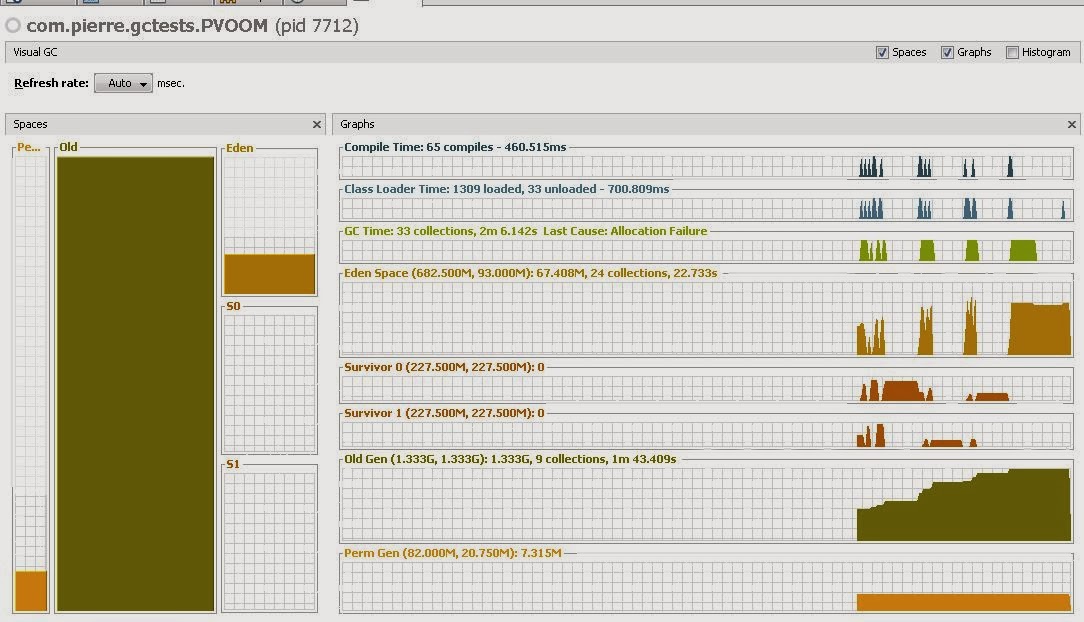 com.pierre.gctests.PVOOM (pid 7712)
Visual GC
Spaces
Graphs
Histogram
Refresh rate: Auto msec.
Spaces
Graphs
Pe...
Old
Eden
S0
S1
Compile Time: 65 compiles - 460.515ms
Class Loader Time: 1309 loaded, 33 unloaded - 700.809ms
GC Time: 33 collections, 2m 6.142s Last Cause: Allocation Failure
Eden Space (682.500M, 93.000M): 67.408M, 24 collections, 22.733s
Survivor 0 (227.500M, 227.500M): 0
Survivor 1 (227.500M, 227.500M): 0
Old Gen (1.333G, 1.333G): 1.333G, 9 collections, 1m 43.409s
Perm Gen (82.000M, 20.750M): 7.315M